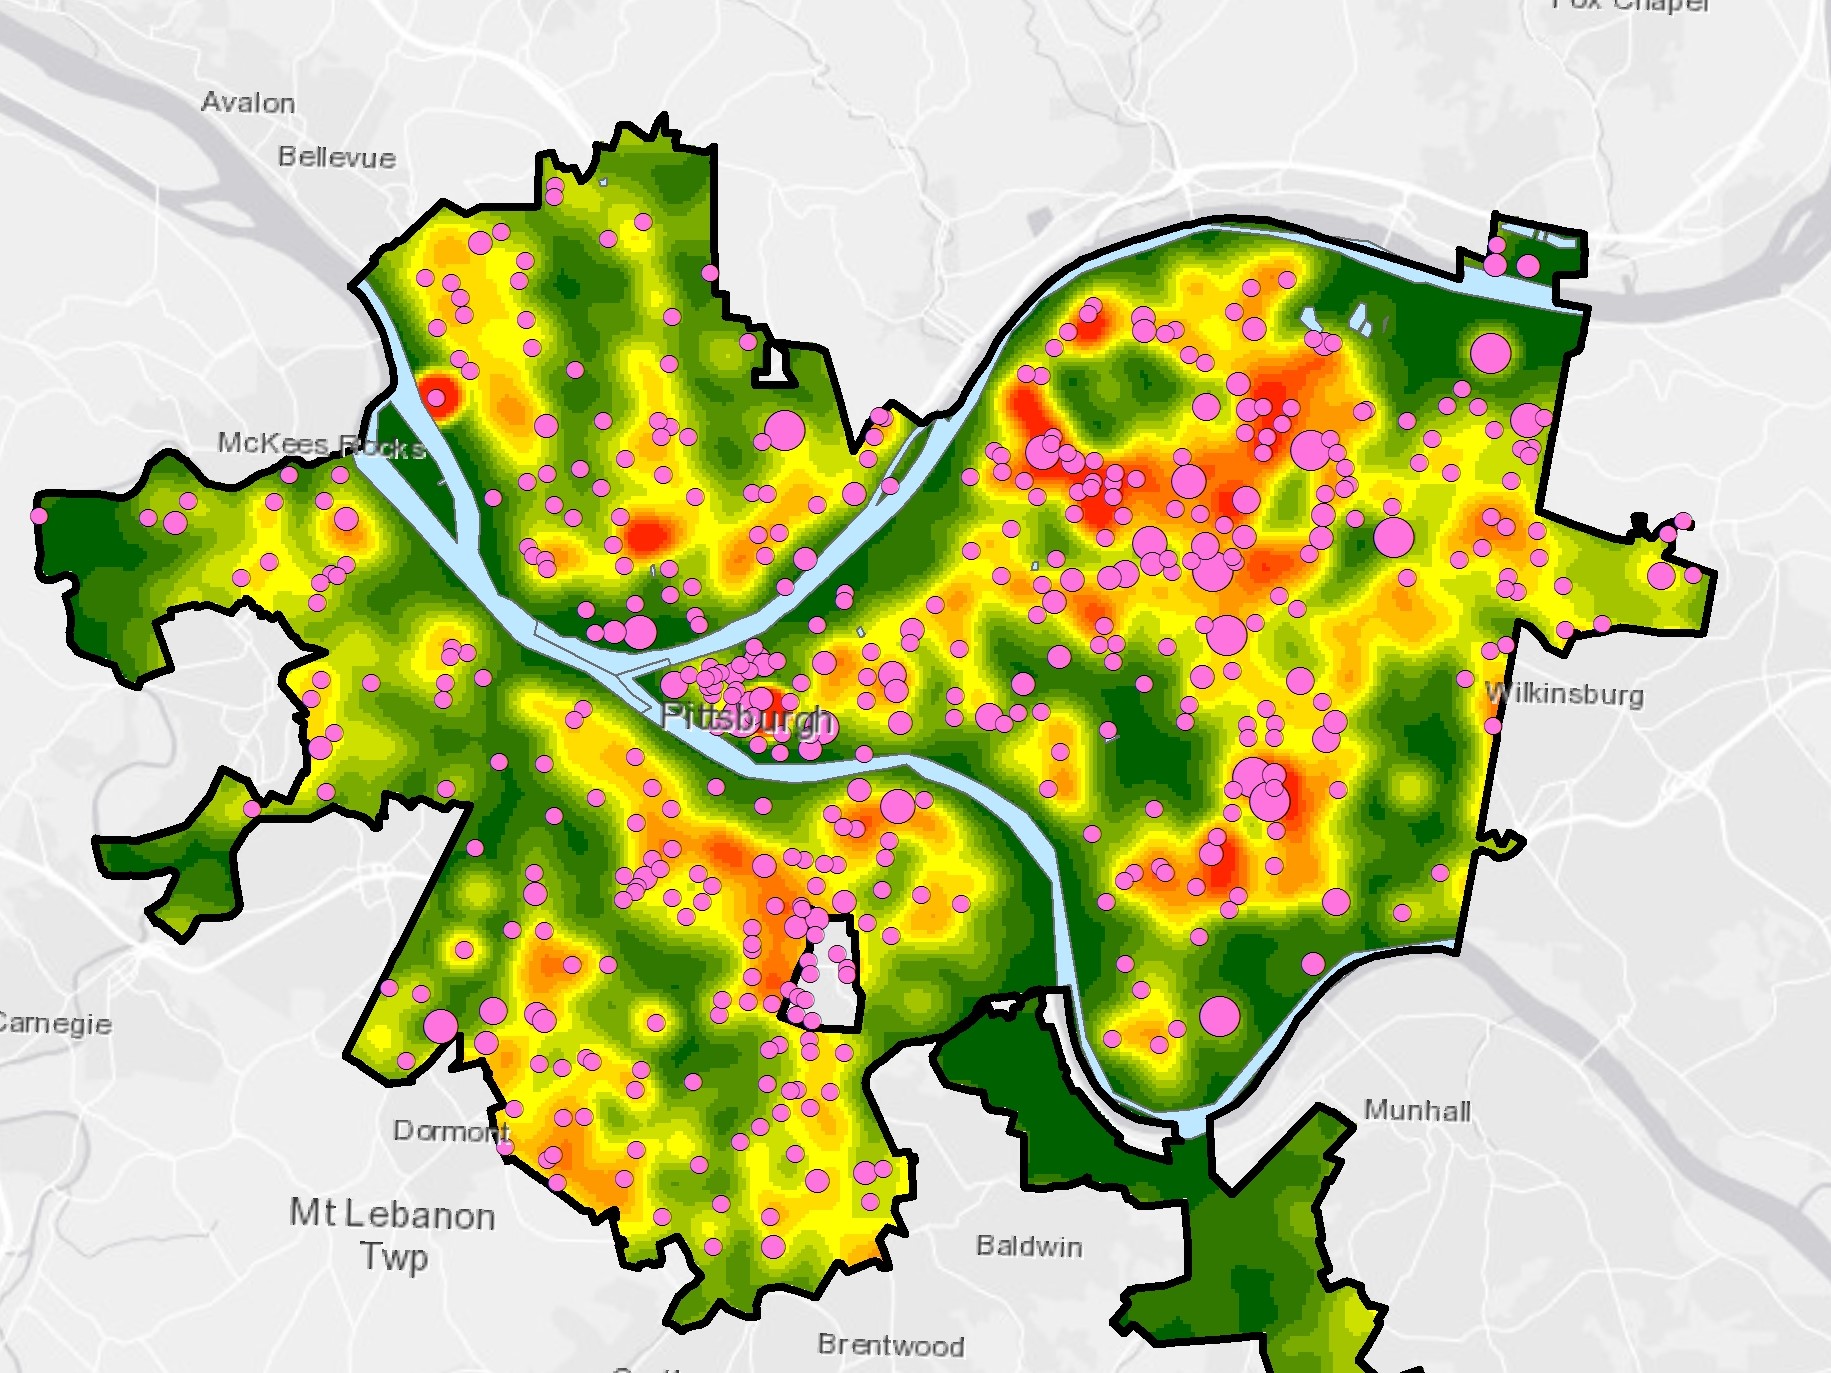 Fox Chapel
Avalon
Bellevue
McKees Rocks
Pittsburgh
Wilkinsburg
Carnegie
Dormont
Munhall
Mt Lebanon
Twp
Baldwin
Brentwood